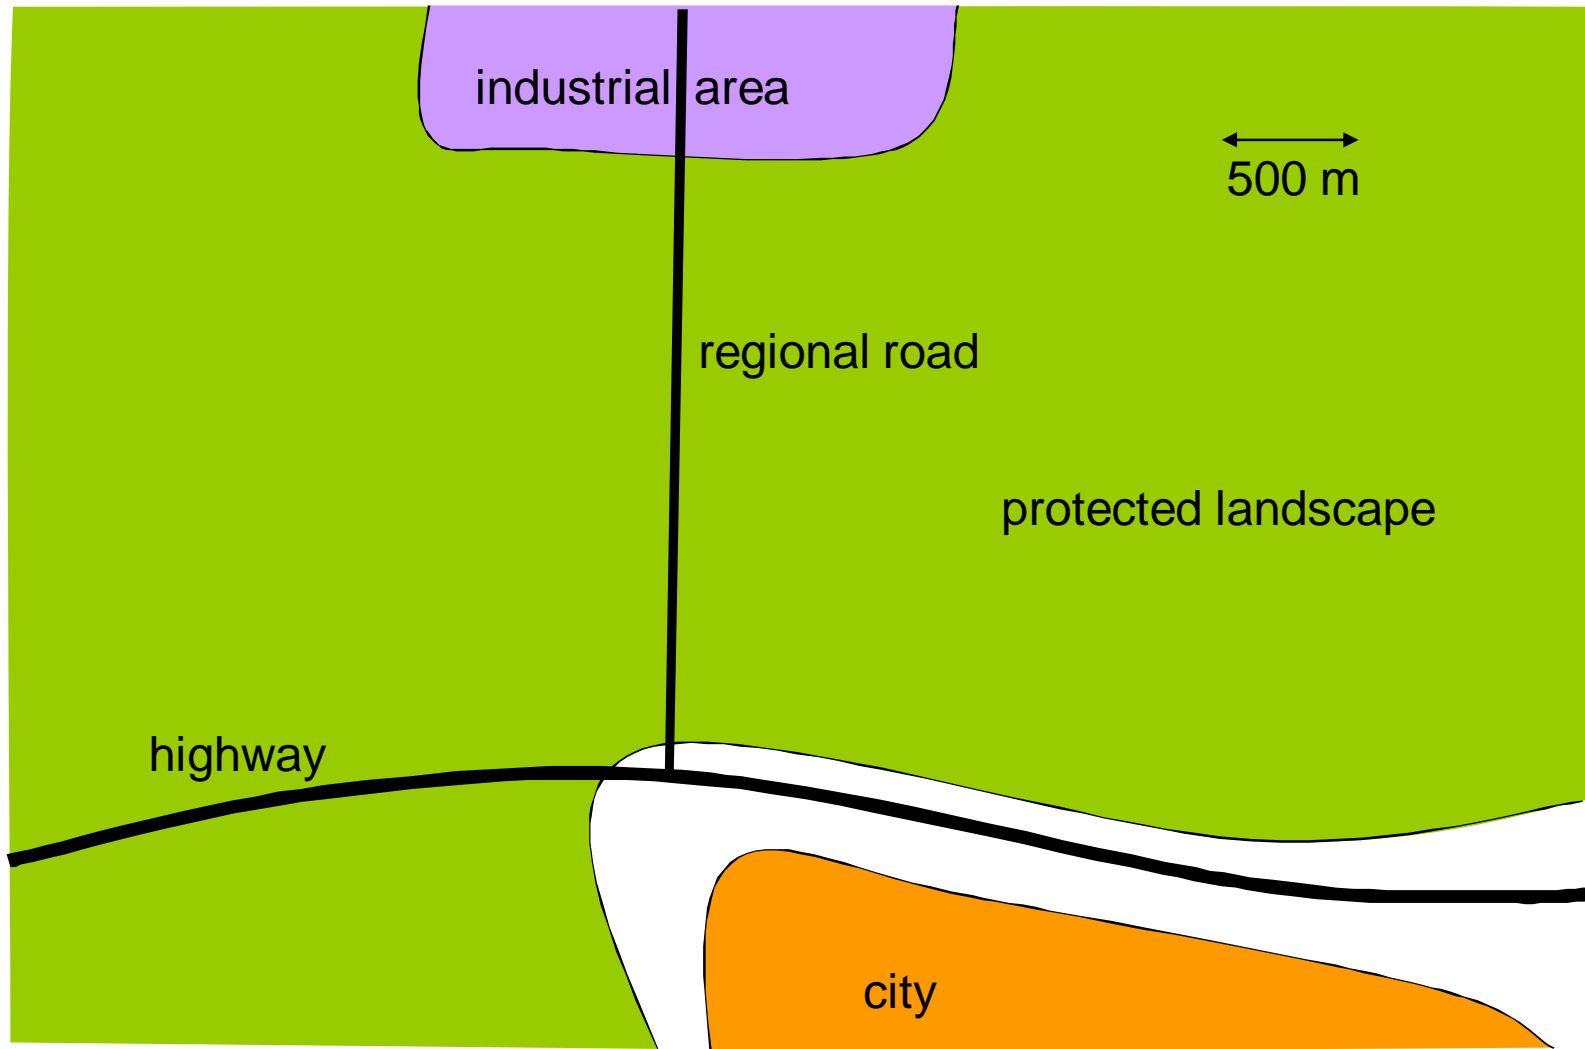 industrial area
500 m
regional road
protected landscape
highway
city